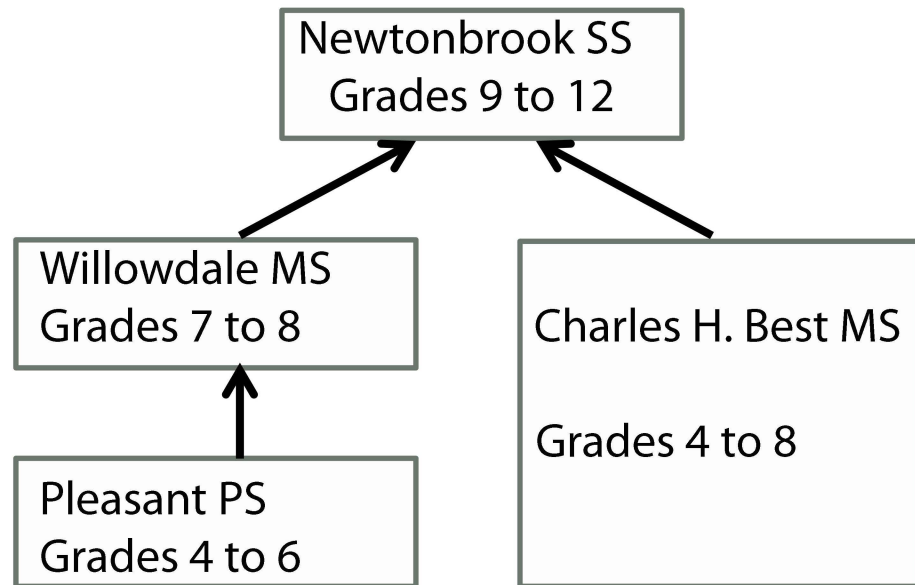 Newtonbrook SS
Grades 9 to 12
Willowdale MS
Grades 7 to 8
Charles H. Best MS
Grades 4 to 8
Pleasant PS
Grades 4 to 6